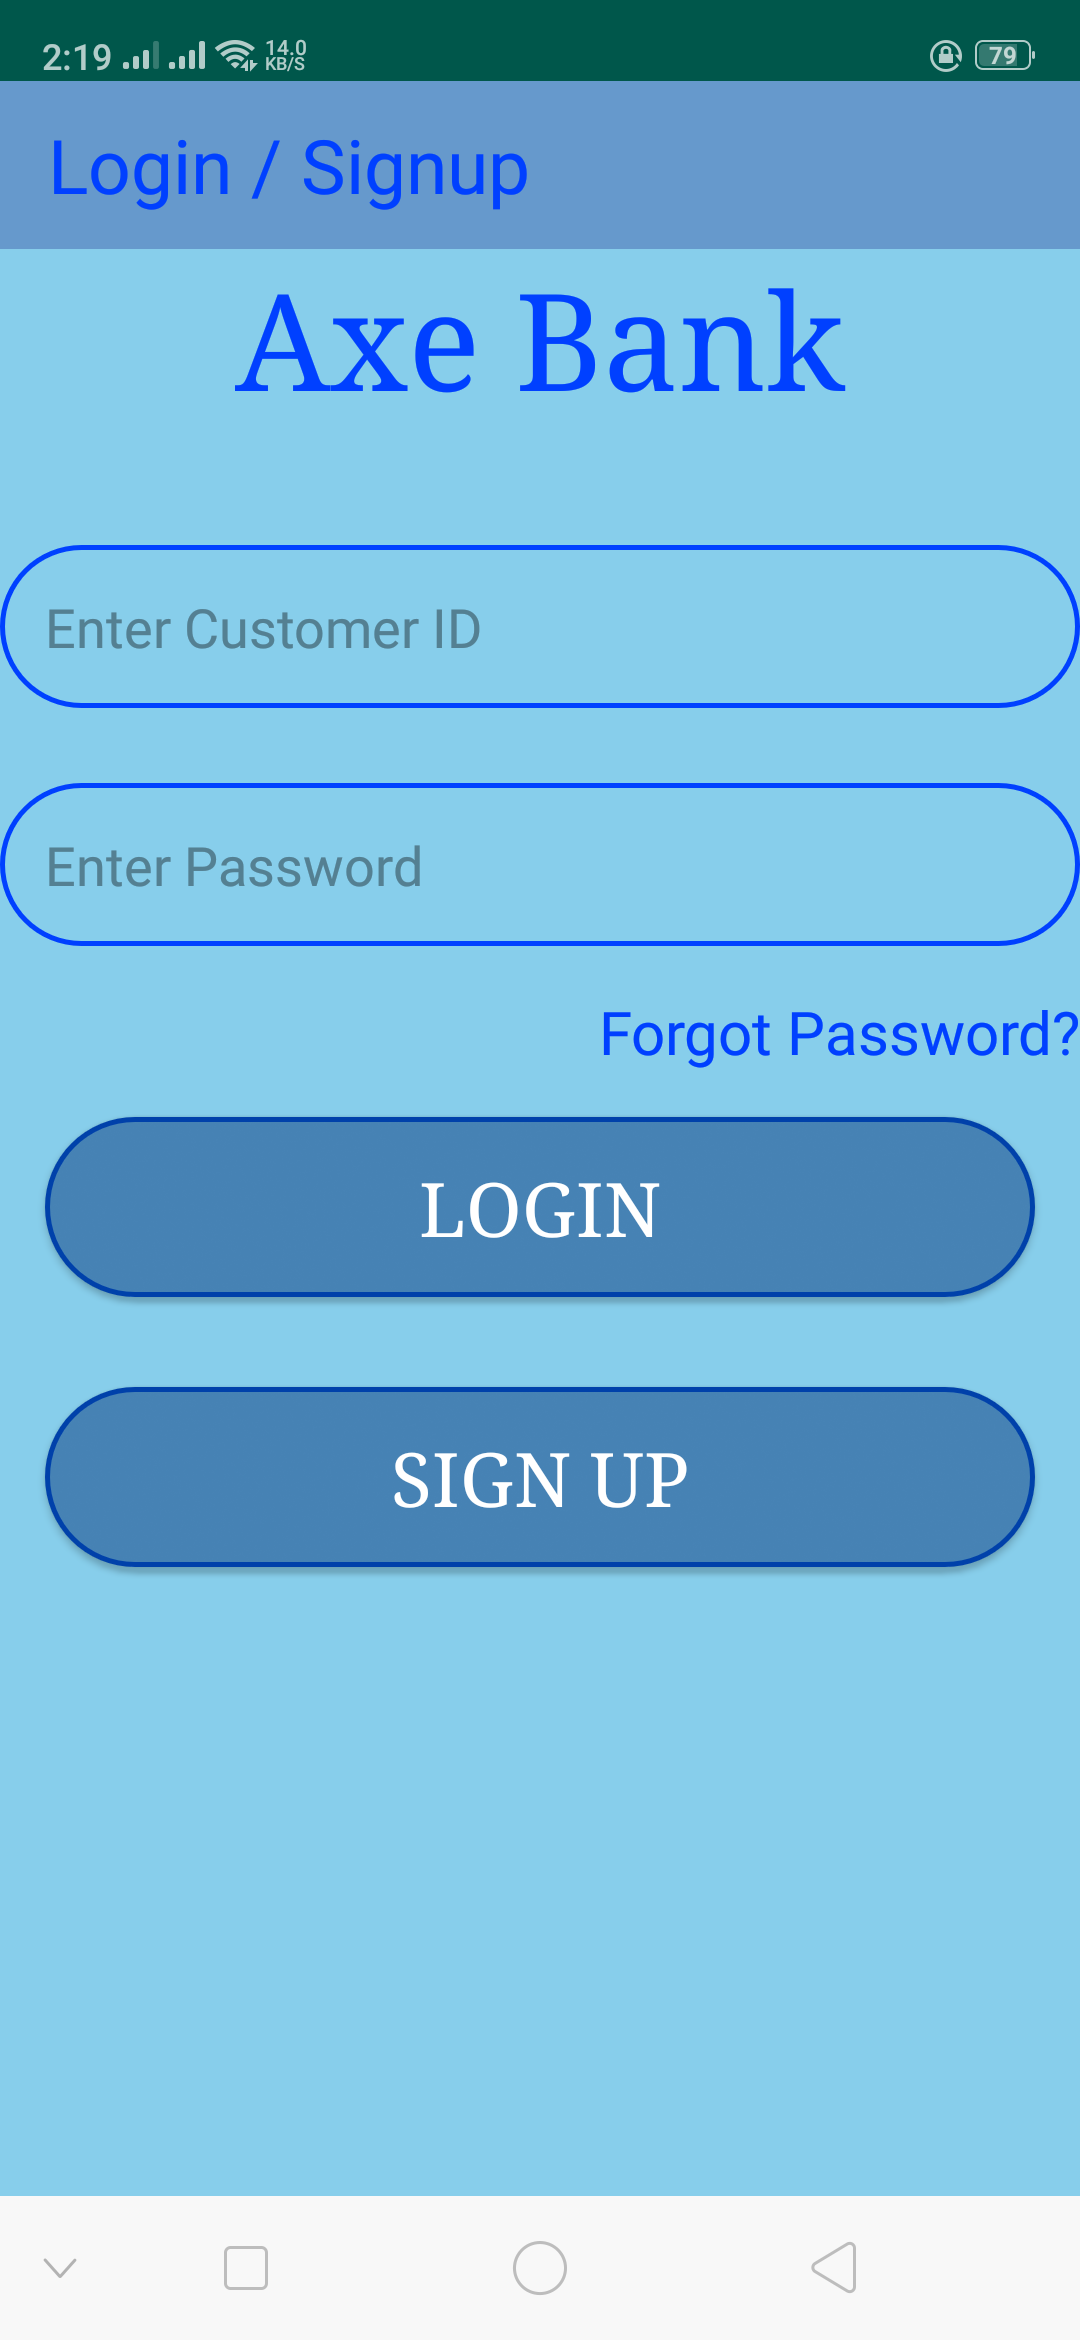 2:19 14.0 KB/S 79
Login / Signup
Axe Bank
Enter Customer ID
Enter Password
Forgot Password?
LOGIN
SIGN UP